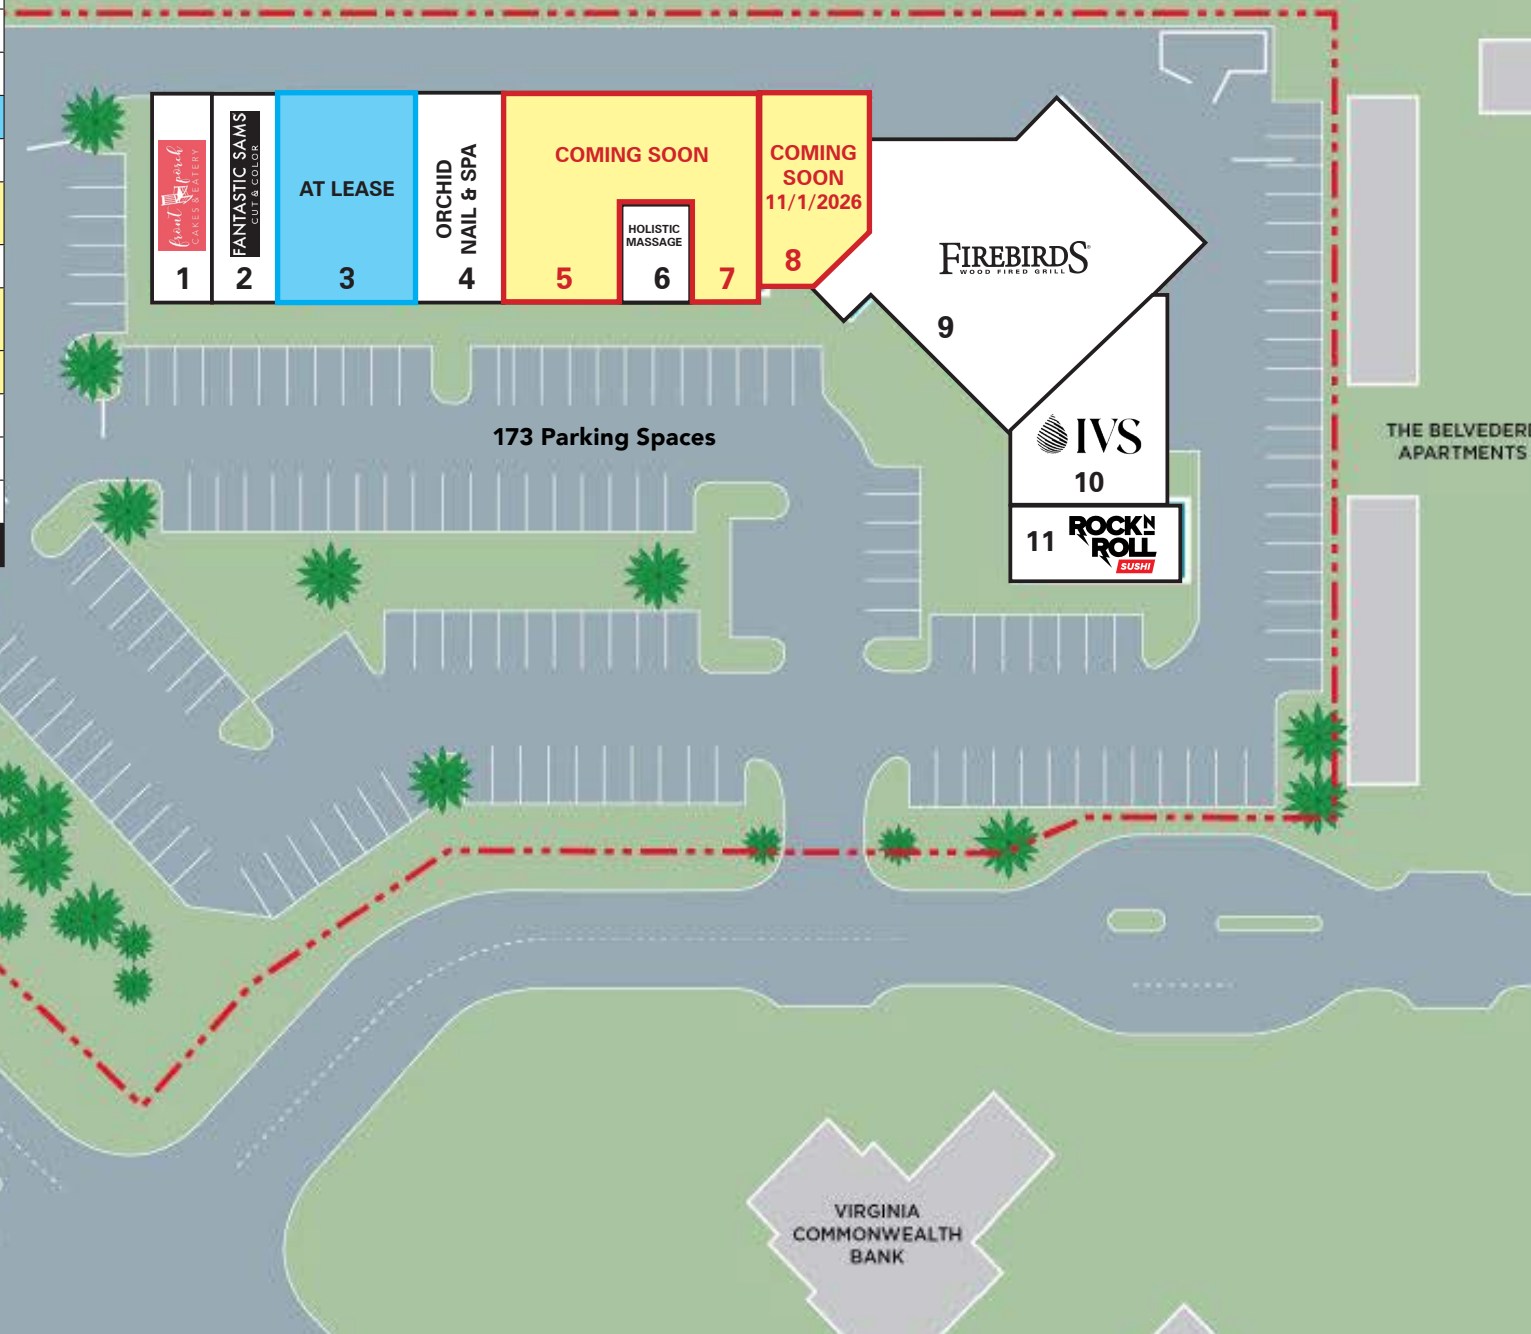 front porch
CAKES & EATERY
1
FANTASTIC SAMS
CUT & COLOR
2
AT LEASE
3
ORCHID
NAIL & SPA
4
COMING SOON
5
HOLISTIC
MASSAGE
6
7
COMING
SOON
11/1/2026
8
FIREBIRDS
WOOD FIRED GRILL
9
IVS
10
11
ROCK N
ROLL
SUSHI
173 Parking Spaces
THE BELVEDERE
APARTMENTS
VIRGINIA
COMMONWEALTH
BANK